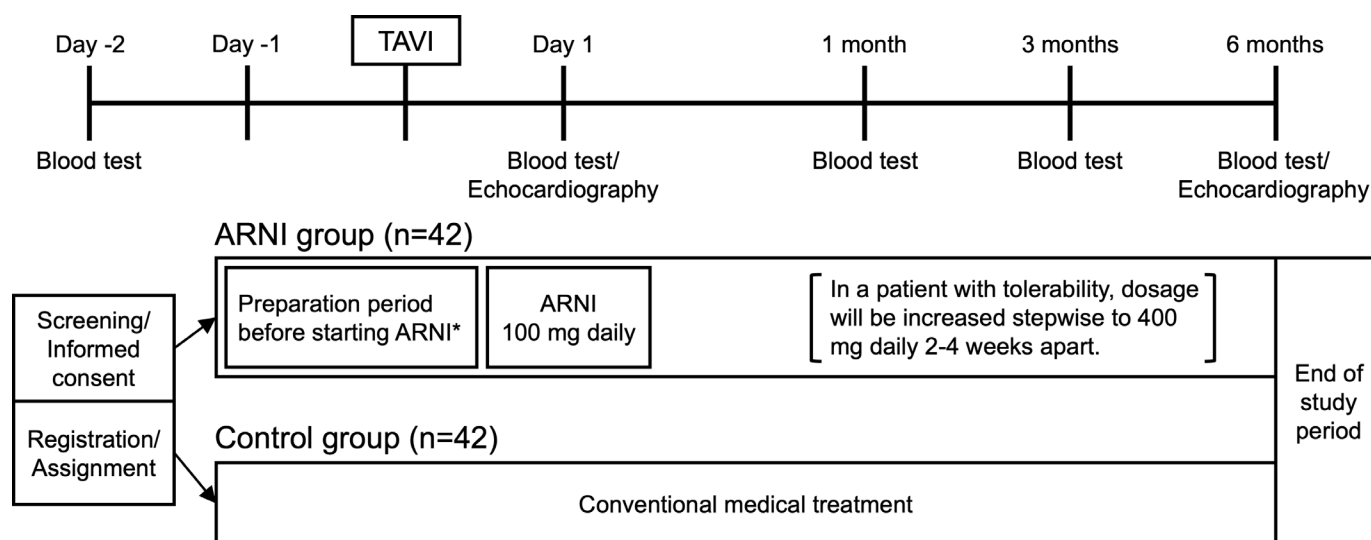 Day -2
Day -1
TAVI
Day 1
1 month
3 months
6 months
Blood test
Blood test/
Echocardiography
Blood test
Blood test
Blood test/
Echocardiography
ARNI group (n=42)
Screening/
Informed
consent
Registration/
Assignment
Preparation period
before starting ARNI*
ARNI
100 mg daily
In a patient with tolerability, dosage
will be increased stepwise to 400
mg daily 2-4 weeks apart.
Control group (n=42)
Conventional medical treatment
End of
study
period